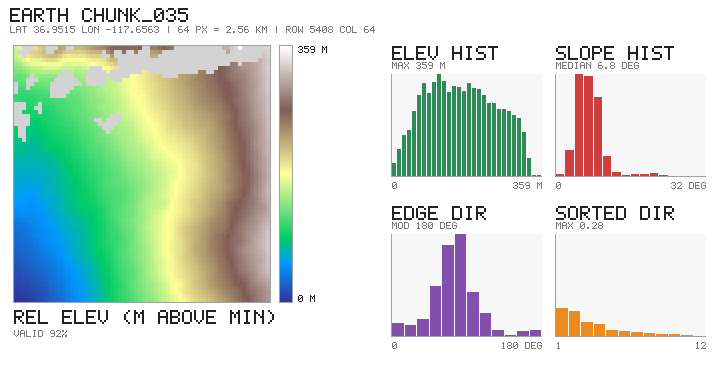 EARTH CHUNK_035
LAT 36.9515 LON -117.6563 | 64 PX = 2.56 KM | ROW 5408 COL 64
359 M
0 M
REL ELEV (M ABOVE MIN)
VALID 92%
ELEV HIST
MAX 359 M
0 359 M
SLOPE HIST
MEDIAN 6.8 DEG
0 32 DEG
EDGE DIR
MOD 180 DEG
0 180 DEG
SORTED DIR
MAX 0.28
1 12